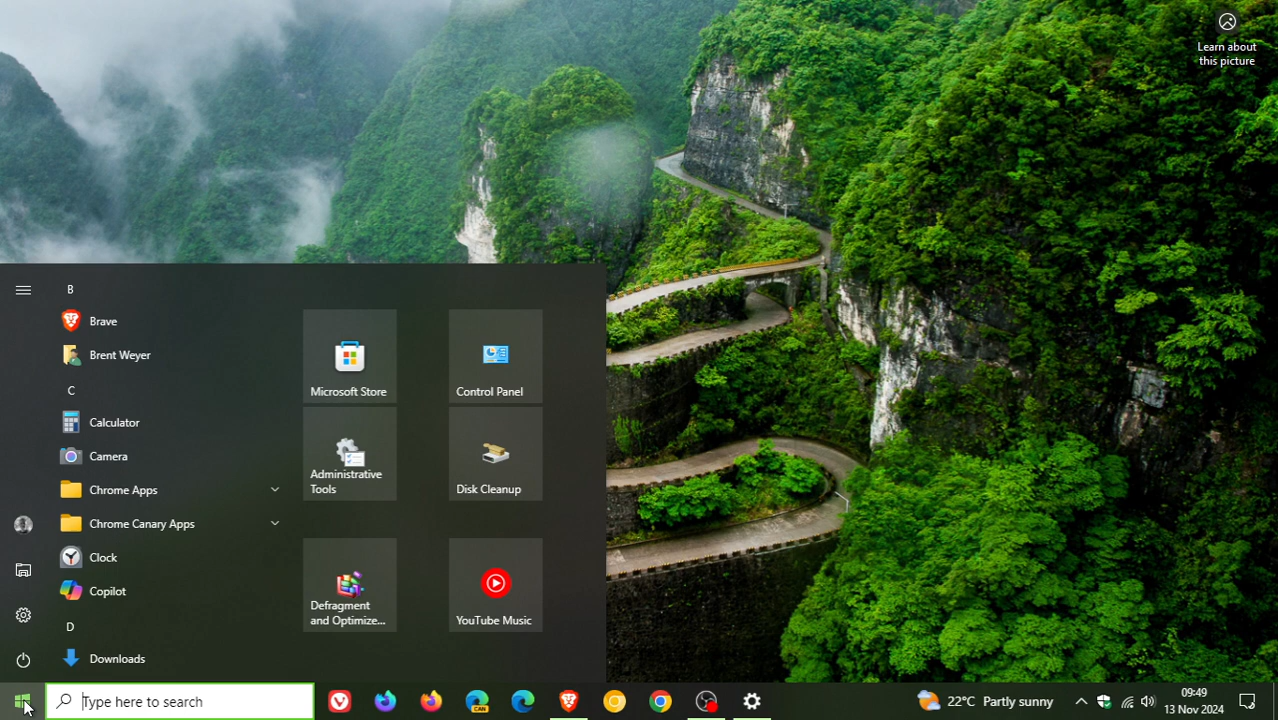 Learn about
this picture
B
Brave
Brent Weyer
C
Calculator
Camera
Chrome Apps
Chrome Canary Apps
Clock
Copilot
D
Downloads
Microsoft Store
Control Panel
Administrative
Tools
Disk Cleanup
Defragment
and Optimize...
YouTube Music
Type here to search
CAN
22°C Partly sunny
09:49
13 Nov 2024